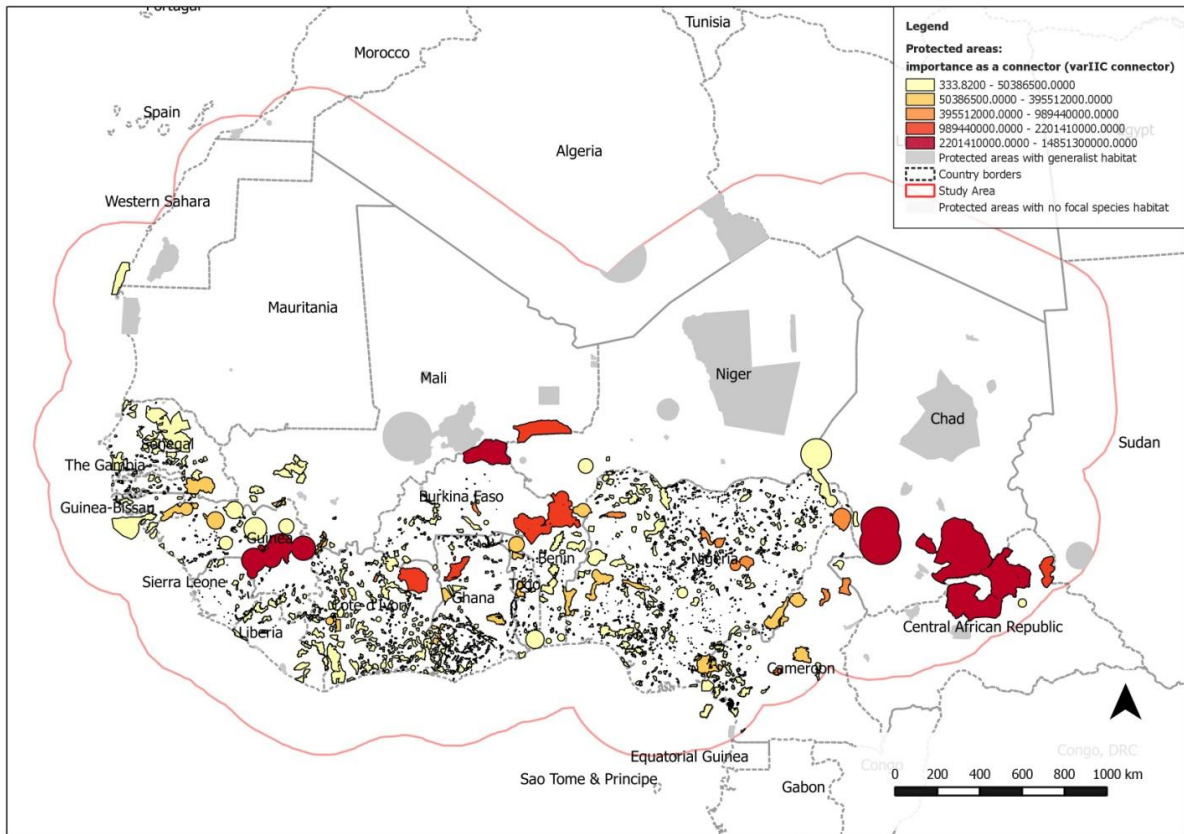 Portugal
Tunisia
Morocco
Spain
Algeria
Western Sahara
Legend
Protected areas:
importance as a connector (varIIC connector)
333.8200 - 50386500.0000
50386500.0000 - 395512000.0000
395512000.0000 - 989440000.0000
989440000.0000 - 2201410000.0000
2201410000.0000 - 14851300000.0000
Protected areas with generalist habitat
Country borders
Study Area
Protected areas with no focal species habitat
Mauritania
Mali
Niger
Chad
Sudan
Senegal
The Gambia
Guinea-Bissau
Burkina Faso
Guinea
Benin
Nigeria
Sierra Leone
Togo
Cote d'Ivoire
Ghana
Liberia
Central African Republic
Cameroon
Equatorial Guinea
Sao Tome & Principe
Gabon
Congo
Congo, DRC
0 200 400 600 800 1000 km